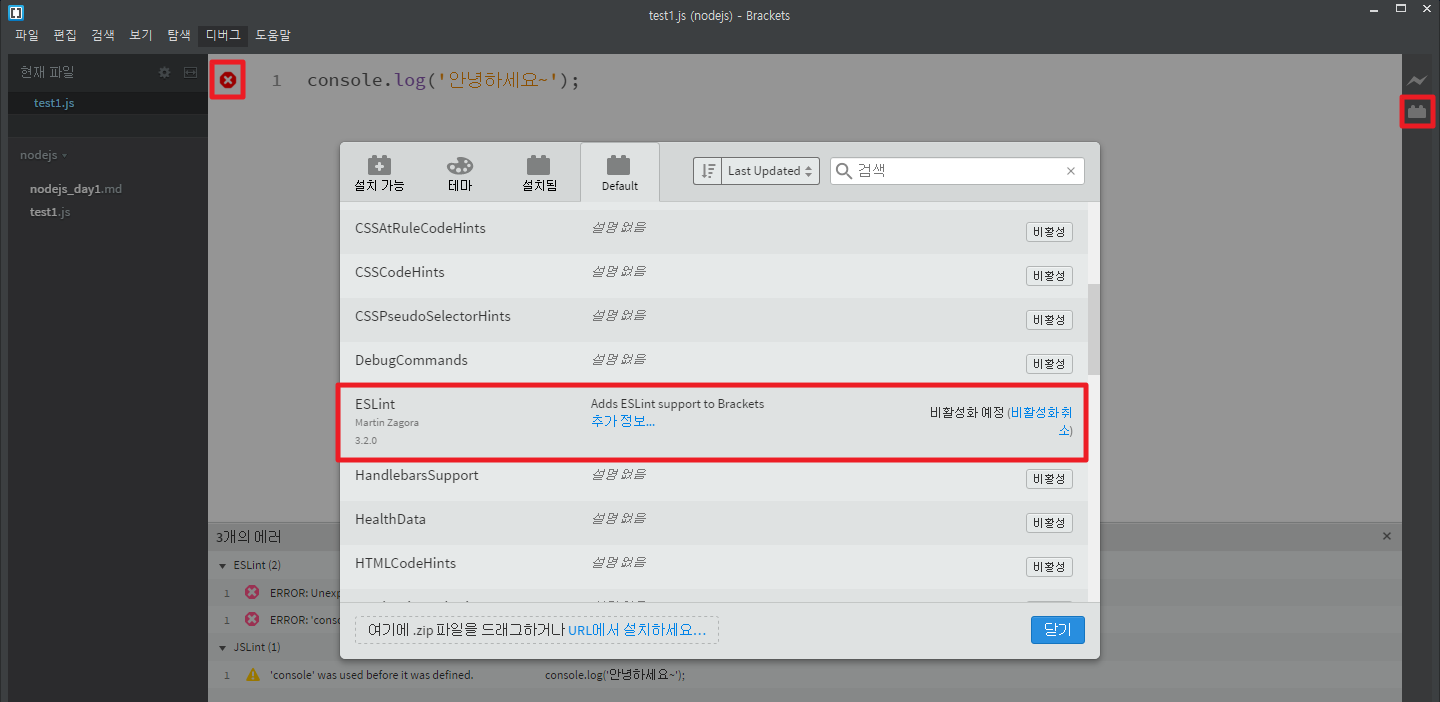 test1.js (nodejs) - Brackets
파일 편집 검색 보기 탐색 디버그 도움말
현재 파일
test1.js
nodejs
nodejs_day1.md
test1.js
1 console.log('안녕하세요~');
설치 가능 테마 설치됨 Default
Last Updated
검색
CSSAtRuleCodeHints 설명 없음 비활성
CSSCodeHints 설명 없음 비활성
CSSPseudoSelectorHints 설명 없음 비활성
DebugCommands 설명 없음 비활성
ESLint Adds ESLint support to Brackets 비활성화 예정 (비활성화 취
Martin Zagora 추가 정보... 소)
3.2.0
HandlebarsSupport 설명 없음 비활성
HealthData 설명 없음 비활성
HTMLCodeHints 설명 없음 비활성
여기에 .zip 파일을 드래그하거나 URL에서 설치하세요... 닫기
3개의 에러
ESLint (2)
1 ERROR:
1 ERROR:
JSLint (1)
1 'console' was used before it was defined. console.log('안녕하세요~');